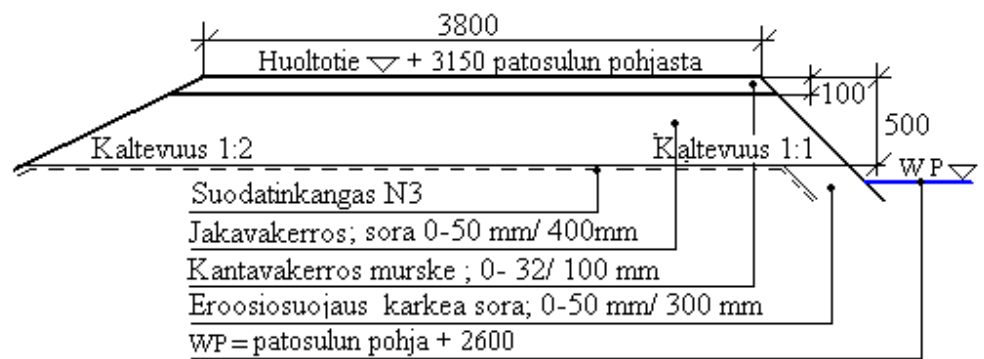 3800
Huoltotie + 3150 patosulun pohjasta
100
500
Kaltevuus 1:2
Kaltevuus 1:1
WP
Suodatinkangas N3
Jakavakerros; sora 0-50 mm/ 400mm
Kantavakerros murske ; 0- 32/ 100 mm
Eroosiosuojaus karkea sora; 0-50 mm/ 300 mm
WP = patosulun pohja + 2600